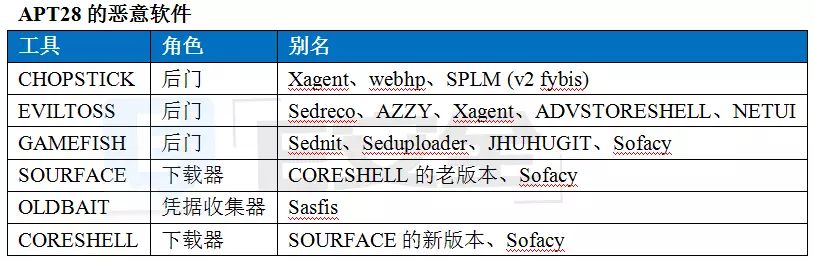 APT28 的恶意软件
工具 角色 别名
CHOPSTICK 后门 Xagent、webhp、SPLM (v2 fybis)
EVILTOSS 后门 Sedreco、AZZY、Xagent、ADVSTORESHELL、NETUI
GAMEFISH 后门 Sednit、Seduploader、JHUHUGIT、Sofacy
SOURFACE 下载器 CORESHELL 的老版本、Sofacy
OLDBAIT 凭据收集器 Sasfis
CORESHELL 下载器 SOURFACE 的新版本、Sofacy